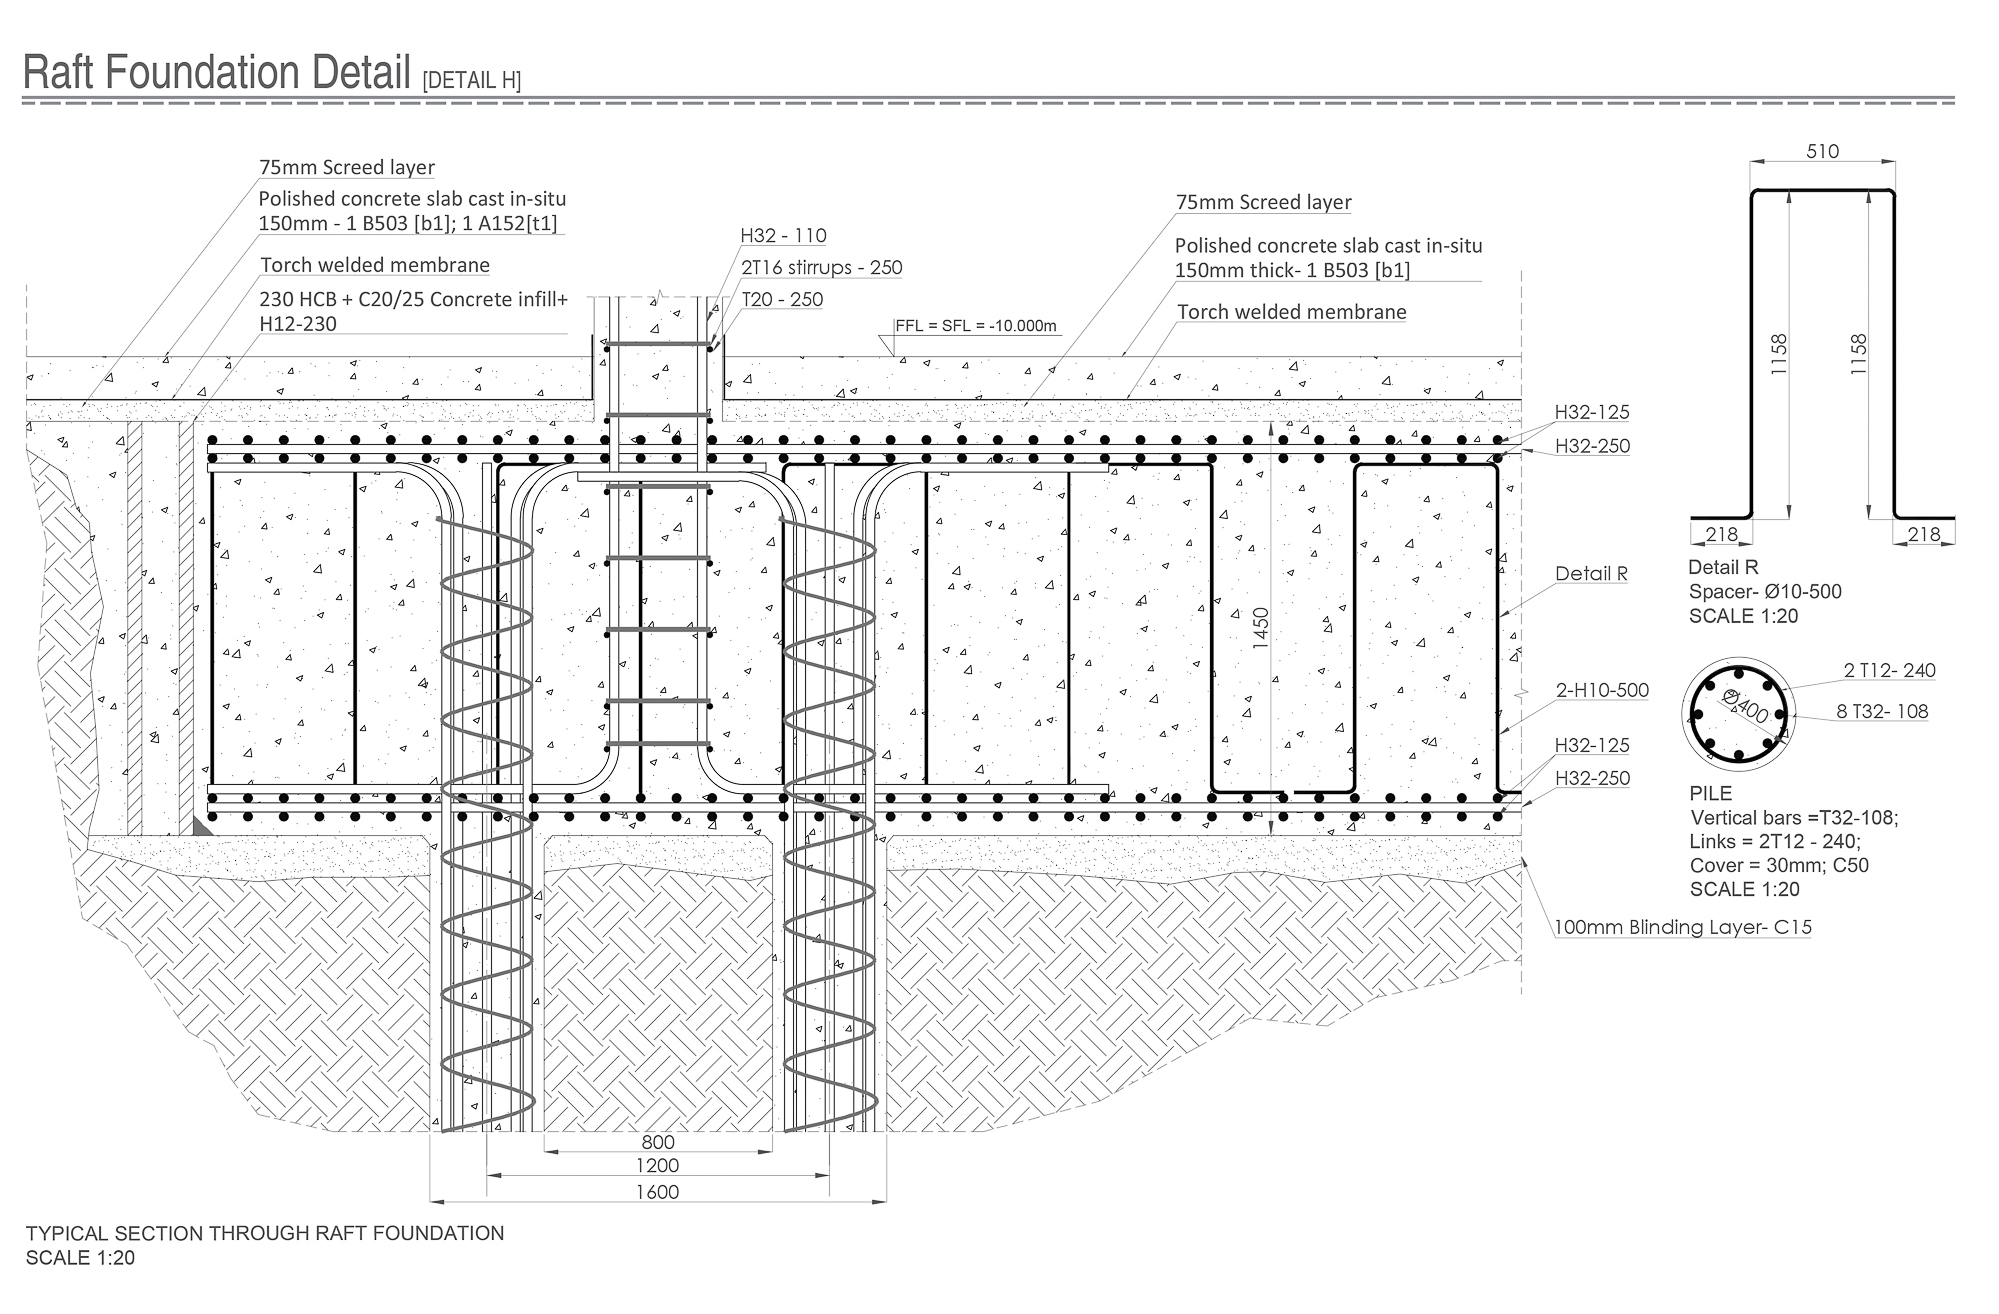 Raft Foundation Detail [DETAIL H]
75mm Screed layer
Polished concrete slab cast in-situ
150mm - 1 B503 [b1]; 1 A152[t1]
Torch welded membrane
230 HCB + C20/25 Concrete infill+
H12-230
H32 - 110
2T16 stirrups - 250
T20 - 250
FFL = SFL = -10.000m
75mm Screed layer
Polished concrete slab cast in-situ
150mm thick- 1 B503 [b1]
Torch welded membrane
H32-125
H32-250
1450
Detail R
2-H10-500
H32-125
H32-250
100mm Blinding Layer- C15
510
1158
1158
218
218
Detail R
Spacer- Ø10-500
SCALE 1:20
2 T12- 240
8 T32- 108
Ø400
PILE
Vertical bars =T32-108;
Links = 2T12 - 240;
Cover = 30mm; C50
SCALE 1:20
800
1200
1600
TYPICAL SECTION THROUGH RAFT FOUNDATION
SCALE 1:20